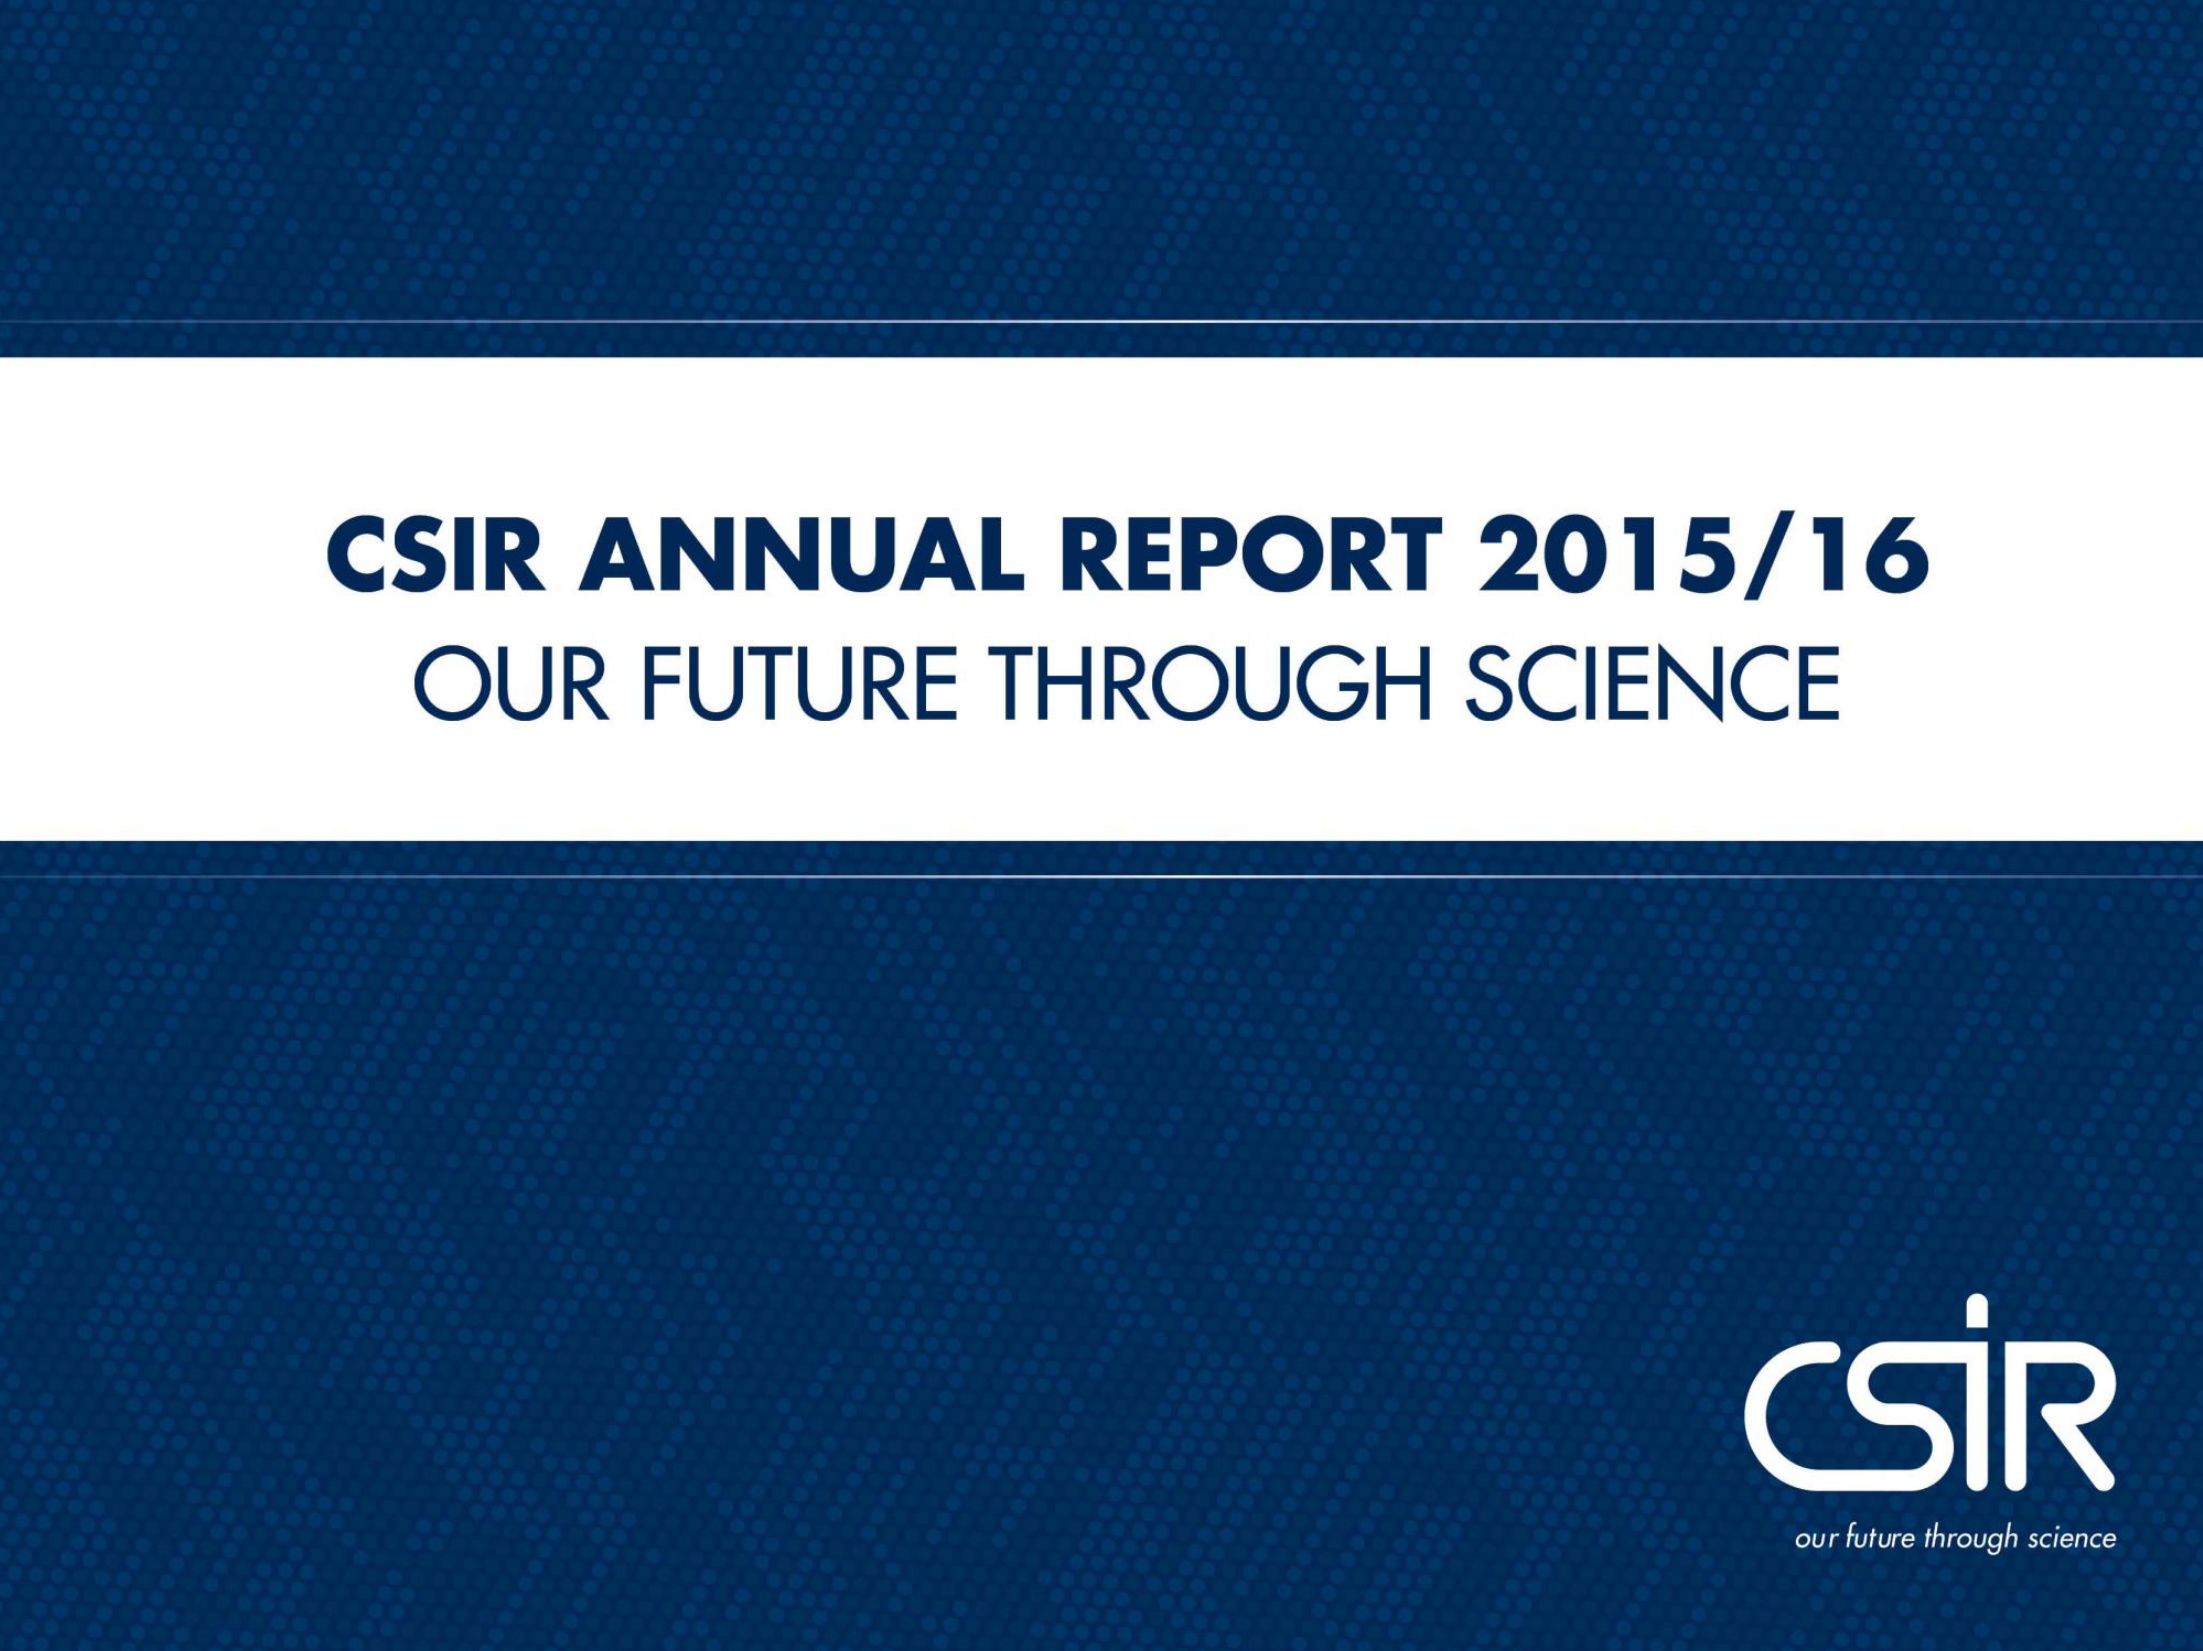 CSIR ANNUAL REPORT 2015/16
OUR FUTURE THROUGH SCIENCE
CSIR
our future through science